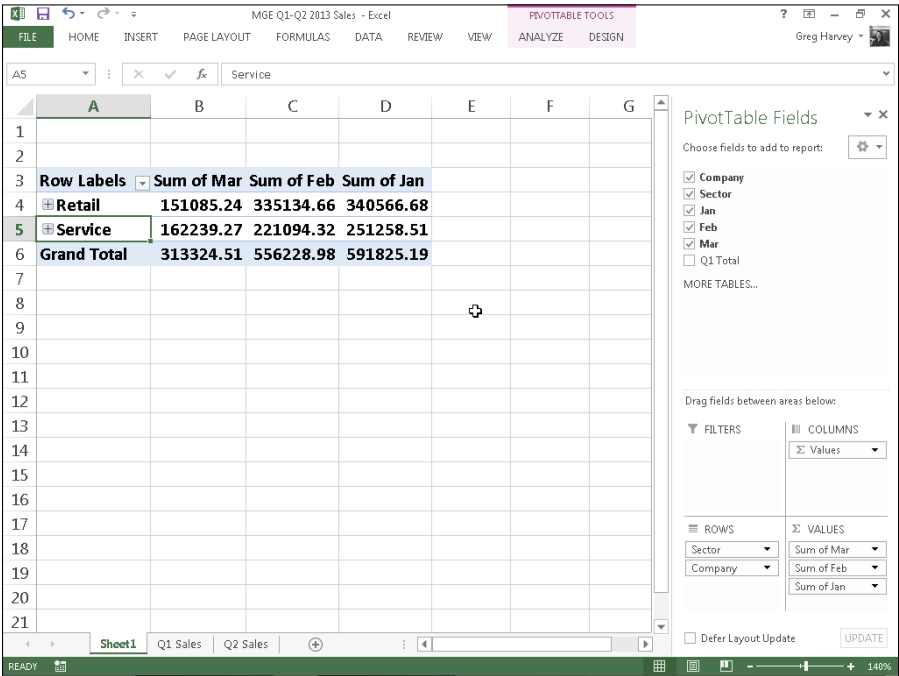 MGE Q1-Q2 2013 Sales - Excel
PIVOTTABLE TOOLS
?
FILE HOME INSERT PAGE LAYOUT FORMULAS DATA REVIEW VIEW ANALYZE DESIGN Greg Harvey
A5 fx Service
A B C D E F G
1
2
3 Row Labels Sum of Mar Sum of Feb Sum of Jan
4 Retail 151085.24 335134.66 340566.68
5 Service 162239.27 221094.32 251258.51
6 Grand Total 313324.51 556228.98 591825.19
7
8
9
10
11
12
13
14
15
16
17
18
19
20
21
PivotTable Fields
Choose fields to add to report:
Company
Sector
Jan
Feb
Mar
Q1 Total
MORE TABLES...
Drag fields between areas below:
FILTERS
COLUMNS
Σ Values
ROWS
Sector
Company
Σ VALUES
Sum of Mar
Sum of Feb
Sum of Jan
Defer Layout Update UPDATE
Sheet1 Q1 Sales Q2 Sales
READY
140%